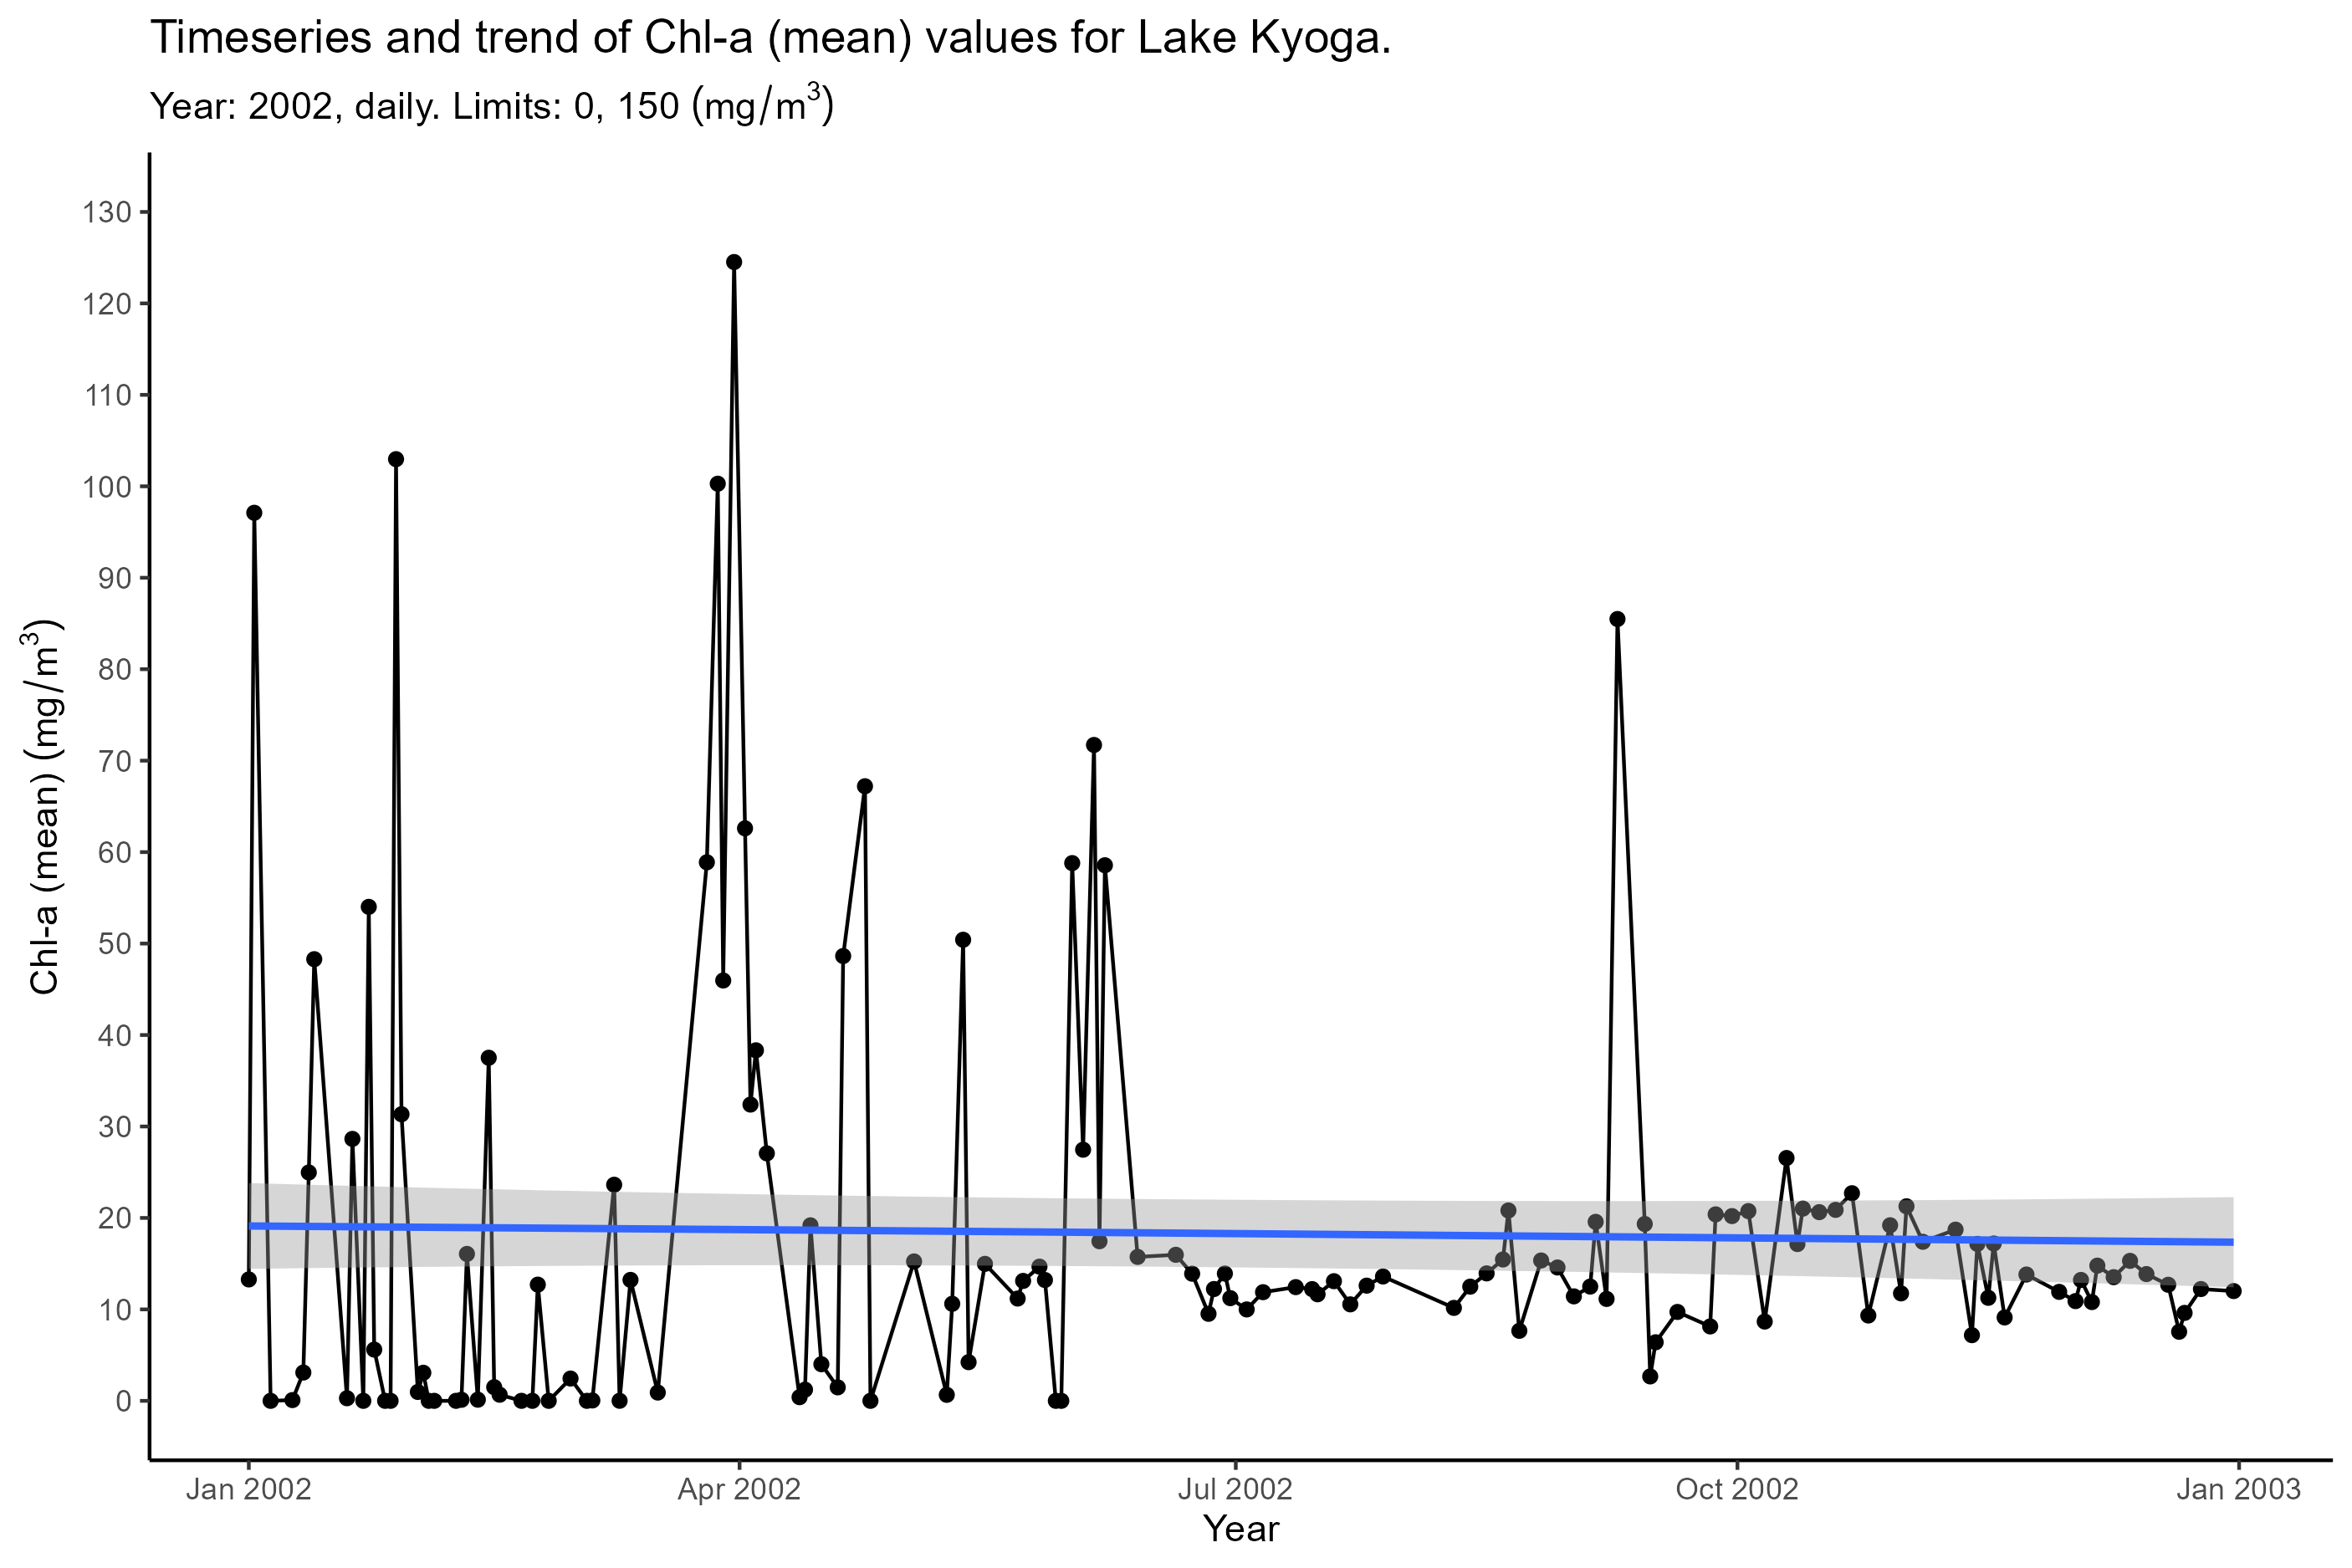 Timeseries and trend of Chl-a (mean) values for Lake Kyoga.
Year: 2002, daily. Limits: 0, 150 (mg/m³)
Chl-a (mean) (mg/m³)
130
120
110
100
90
80
70
60
50
40
30
20
10
0
Jan 2002 Apr 2002 Jul 2002 Oct 2002 Jan 2003
Year